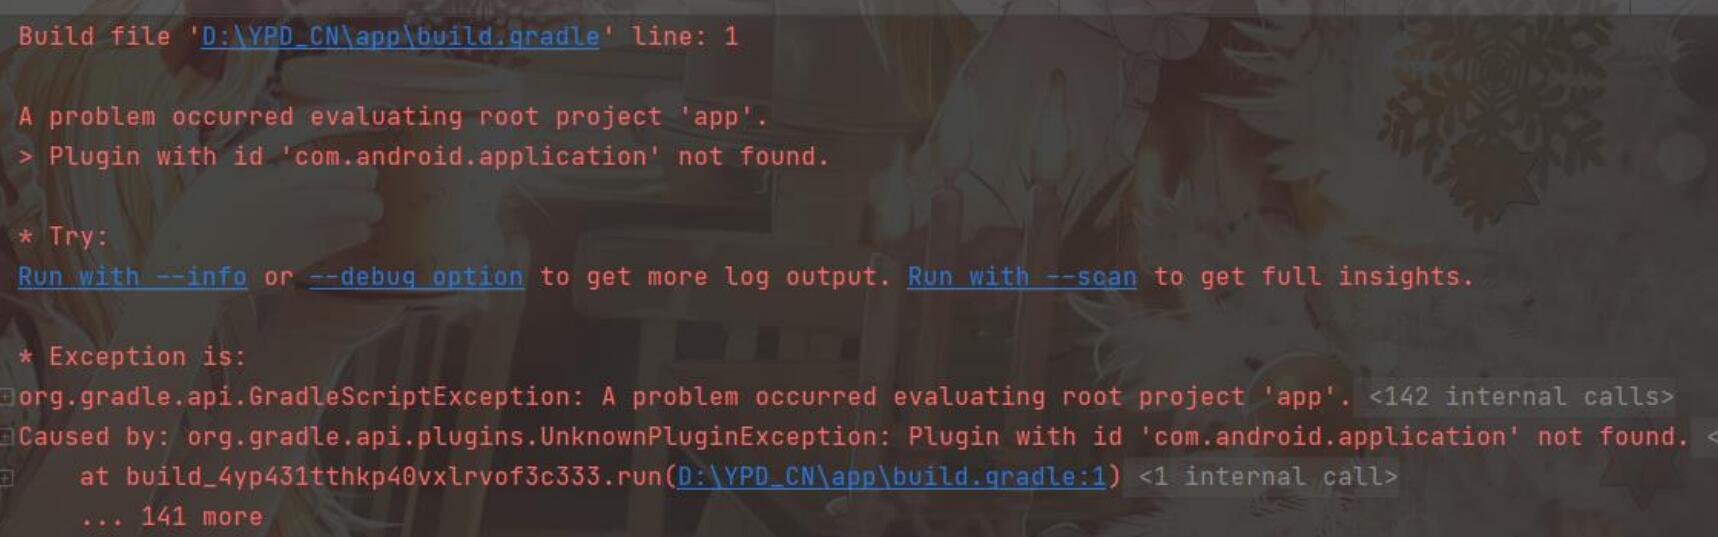 Build file 'D:\YPD_CN\app\build.gradle' line: 1
A problem occurred evaluating root project 'app'.
> Plugin with id 'com.android.application' not found.
* Try:
Run with --info or --debug option to get more log output. Run with --scan to get full insights.
* Exception is:
org.gradle.api.GradleScriptException: A problem occurred evaluating root project 'app'. <142 internal calls>
Caused by: org.gradle.api.plugins.UnknownPluginException: Plugin with id 'com.android.application' not found. <
at build_4yp431tthkp40vxlrvof3c333.run(D:\YPD_CN\app\build.gradle:1) <1 internal call>
... 141 more